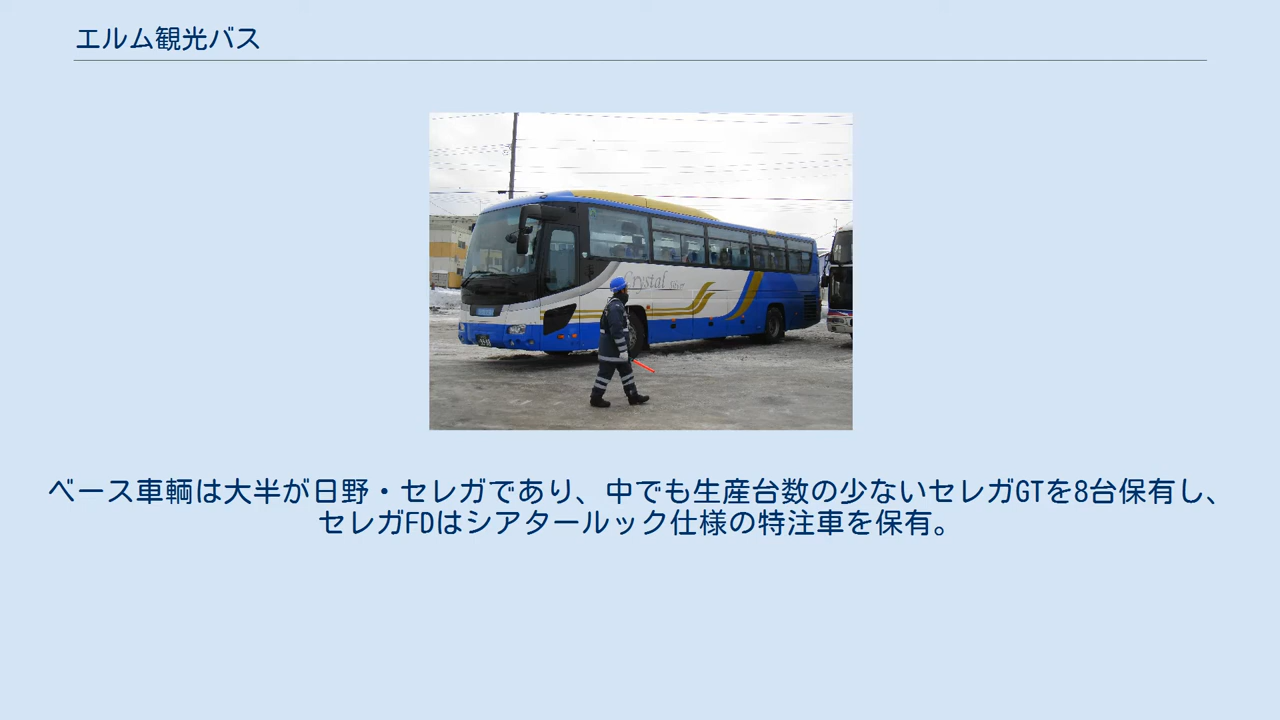 エルム観光バス
Crystal
ベース車輌は大半が日野・セレガであり、中でも生産台数の少ないセレガGTを8台保有し、
セレガFDはシアタールック仕様の特注車を保有。